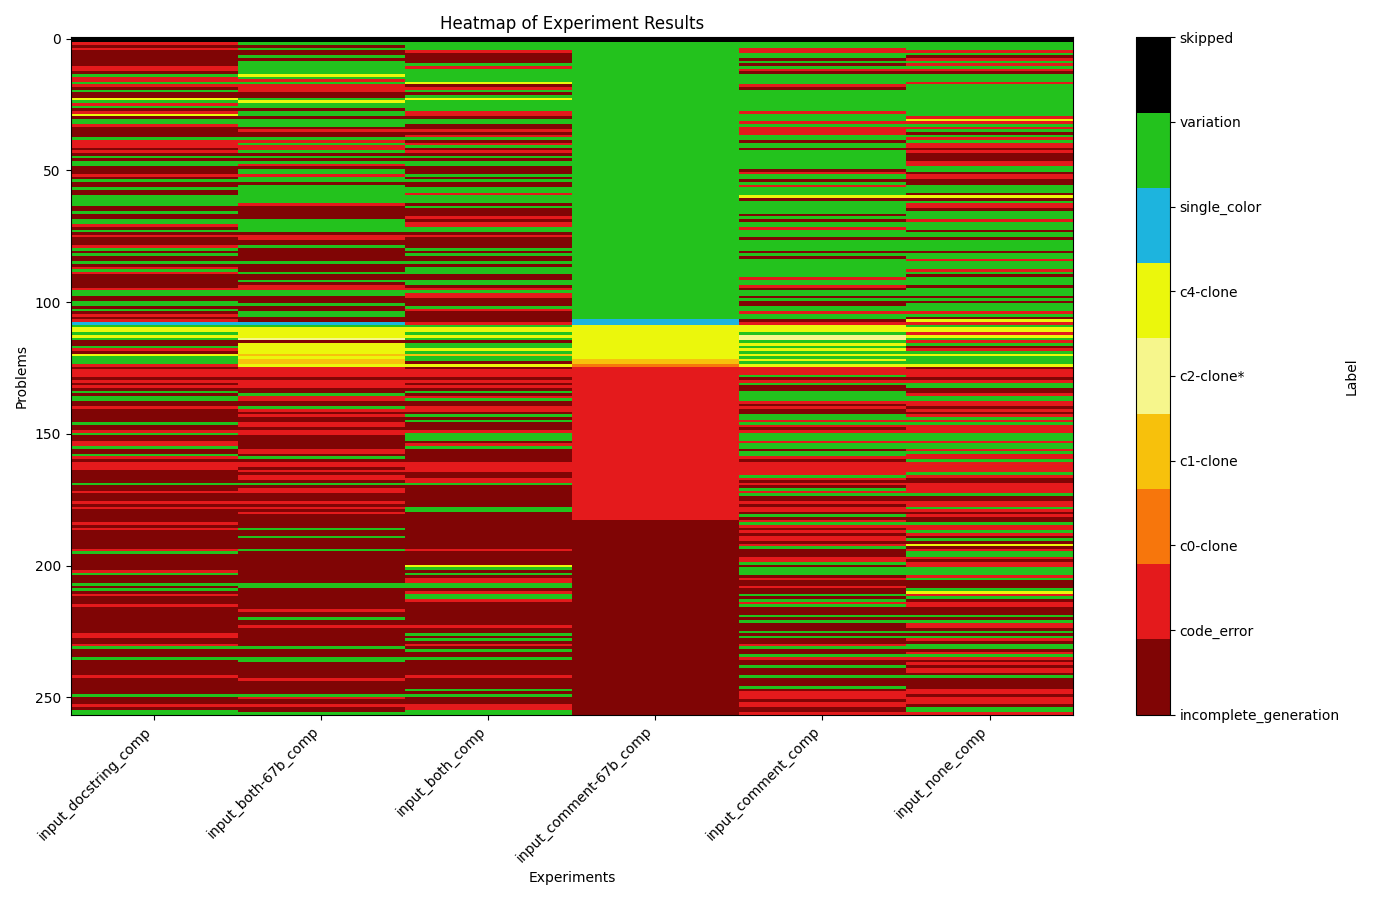 Heatmap of Experiment Results
0
50
100
150
200
250
Problems
input_docstring_comp
input_both-67b_comp
input_both_comp
input_comment-67b_comp
input_comment_comp
input_none_comp
Experiments
skipped
variation
single_color
c4-clone
c2-clone*
c1-clone
c0-clone
code_error
incomplete_generation
Label